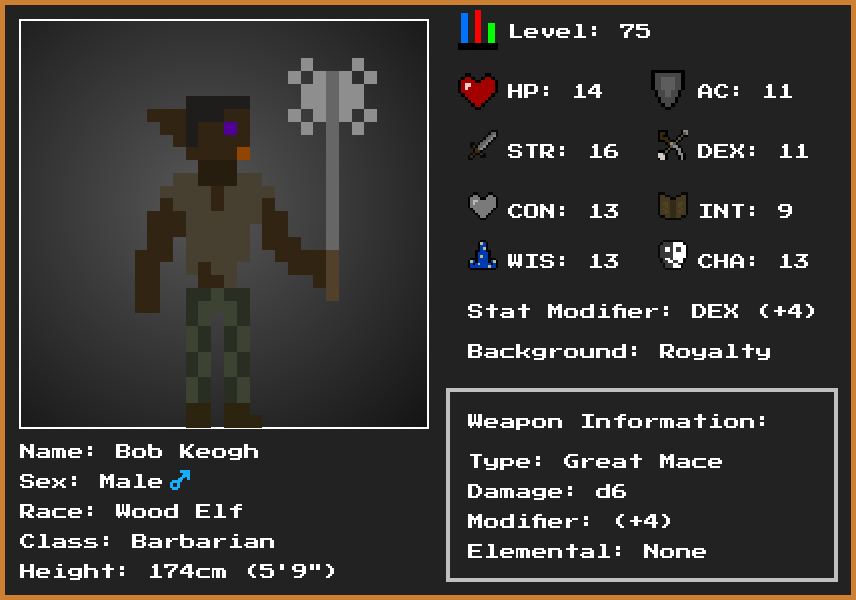 Level: 75
HP: 14 AC: 11
STR: 16 DEX: 11
CON: 13 INT: 9
WIS: 13 CHA: 13
Stat Modifier: DEX (+4)
Background: Royalty
Weapon Information:
Type: Great Mace
Damage: d6
Modifier: (+4)
Elemental: None
Name: Bob Keogh
Sex: Male ♂
Race: Wood Elf
Class: Barbarian
Height: 174cm (5'9")